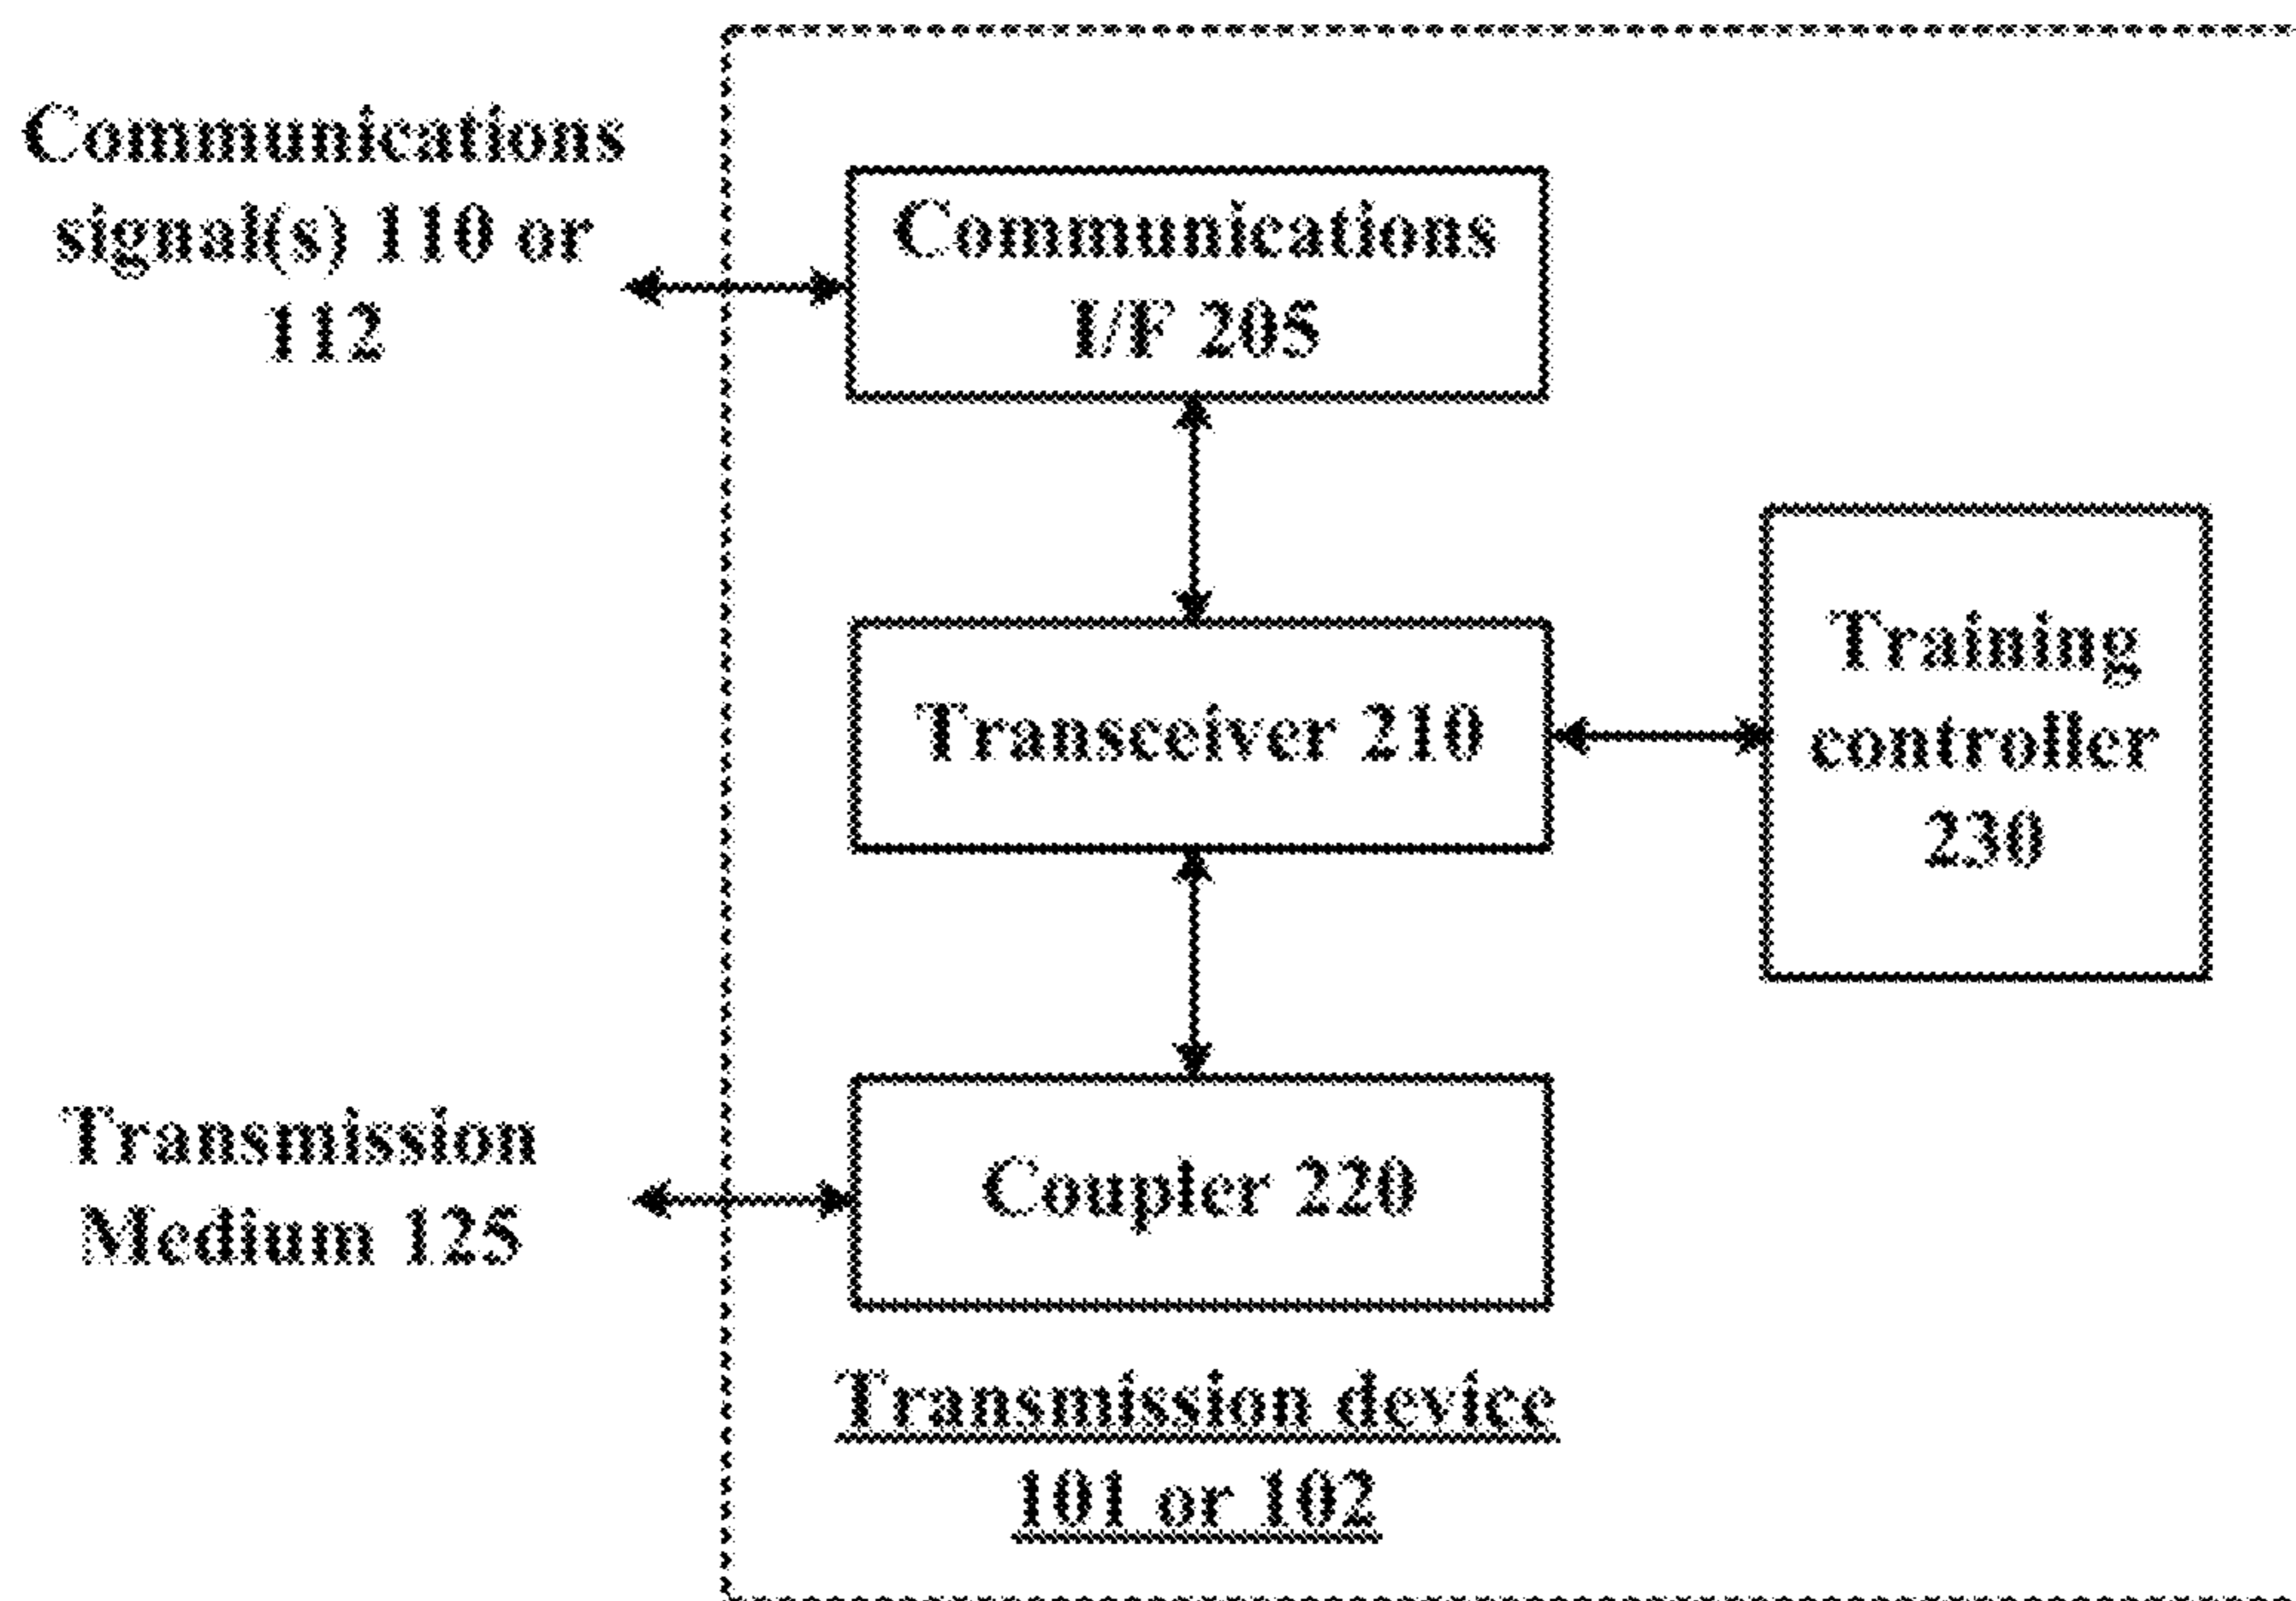 Communications
signal(s) 110 or
112
Communications
I/F 205
Transceiver 210
Training
controller
230
Transmission
Medium 125
Coupler 220
Transmission device
101 or 102